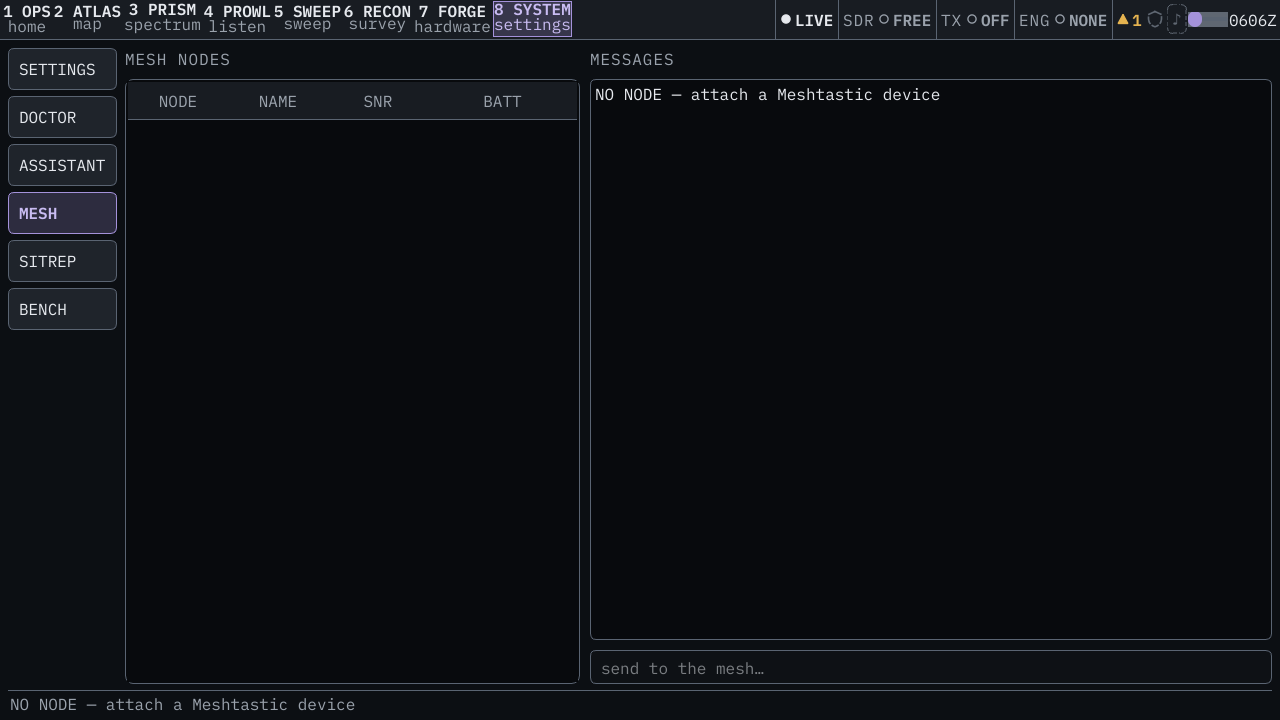 1 OPS 2 ATLAS 3 PRISM 4 PROWL 5 SWEEP 6 RECON 7 FORGE 8 SYSTEM
home map spectrum listen sweep survey hardware settings
LIVE SDR FREE TX OFF ENG NONE 1 ♪ 0606Z
SETTINGS
DOCTOR
ASSISTANT
MESH
SITREP
BENCH
MESH NODES
NODE NAME SNR BATT
MESSAGES
NO NODE — attach a Meshtastic device
send to the mesh…
NO NODE — attach a Meshtastic device